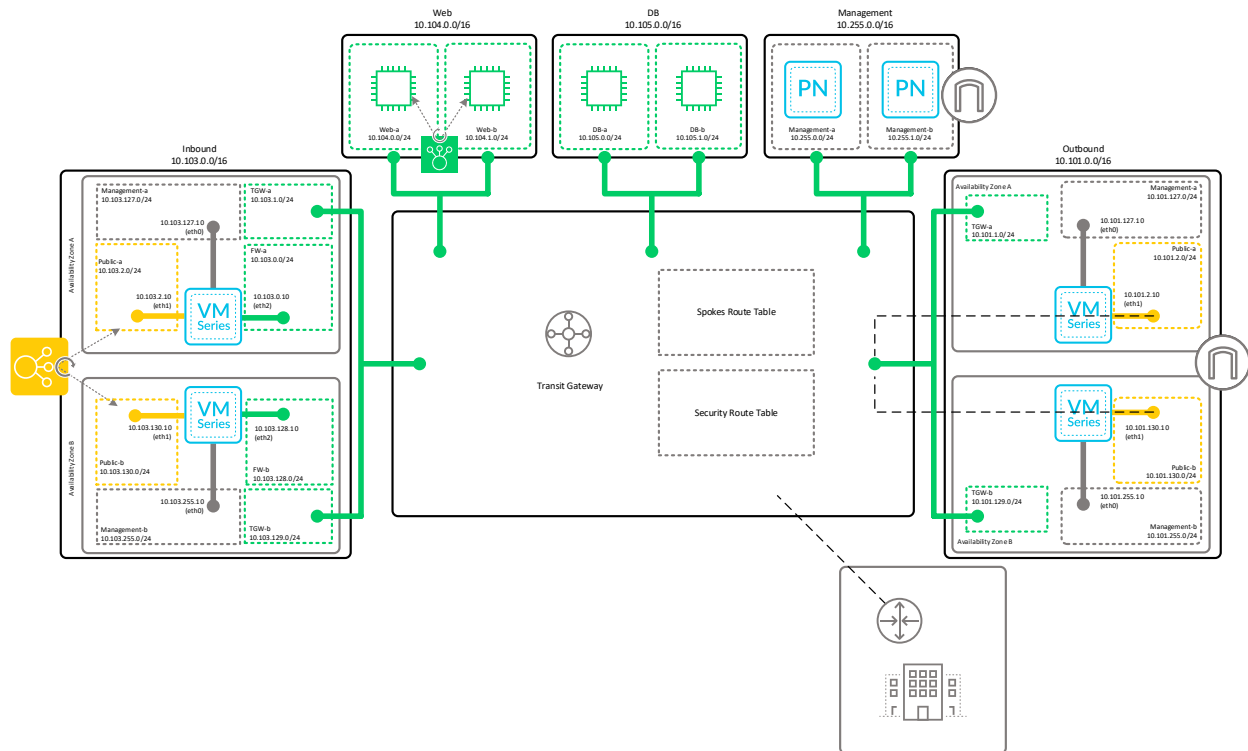 Web
10.104.0.0/16
DB
10.105.0.0/16
Management
10.255.0.0/16
Web-a
10.104.0.0/24
Web-b
10.104.1.0/24
DB-a
10.105.0.0/24
DB-b
10.105.1.0/24
PN
Management-a
10.255.0.0/24
PN
Management-b
10.255.1.0/24
Inbound
10.103.0.0/16
Availability Zone A
Management-a
10.103.127.0/24
TGW-a
10.103.1.0/24
10.103.127.10
(eth0)
Public-a
10.103.2.0/24
FW-a
10.103.0.0/24
10.103.2.10
(eth1)
VM
Series
10.103.0.10
(eth2)
Availability Zone B
VM
Series
10.103.130.10
(eth1)
10.103.128.10
(eth2)
Public-b
10.103.130.0/24
FW-b
10.103.128.0/24
10.103.255.10
(eth0)
Management-b
10.103.255.0/24
TGW-b
10.103.129.0/24
Transit Gateway
Spokes Route Table
Security Route Table
Outbound
10.101.0.0/16
Availability Zone A
Management-a
10.101.127.0/24
TGW-a
10.101.1.0/24
10.101.127.10
(eth0)
Public-a
10.101.2.0/24
10.101.2.10
(eth1)
VM
Series
VM
Series
10.101.130.10
(eth1)
Public-b
10.101.130.0/24
TGW-b
10.101.129.0/24
10.101.255.10
(eth0)
Management-b
10.101.255.0/24
Availability Zone B